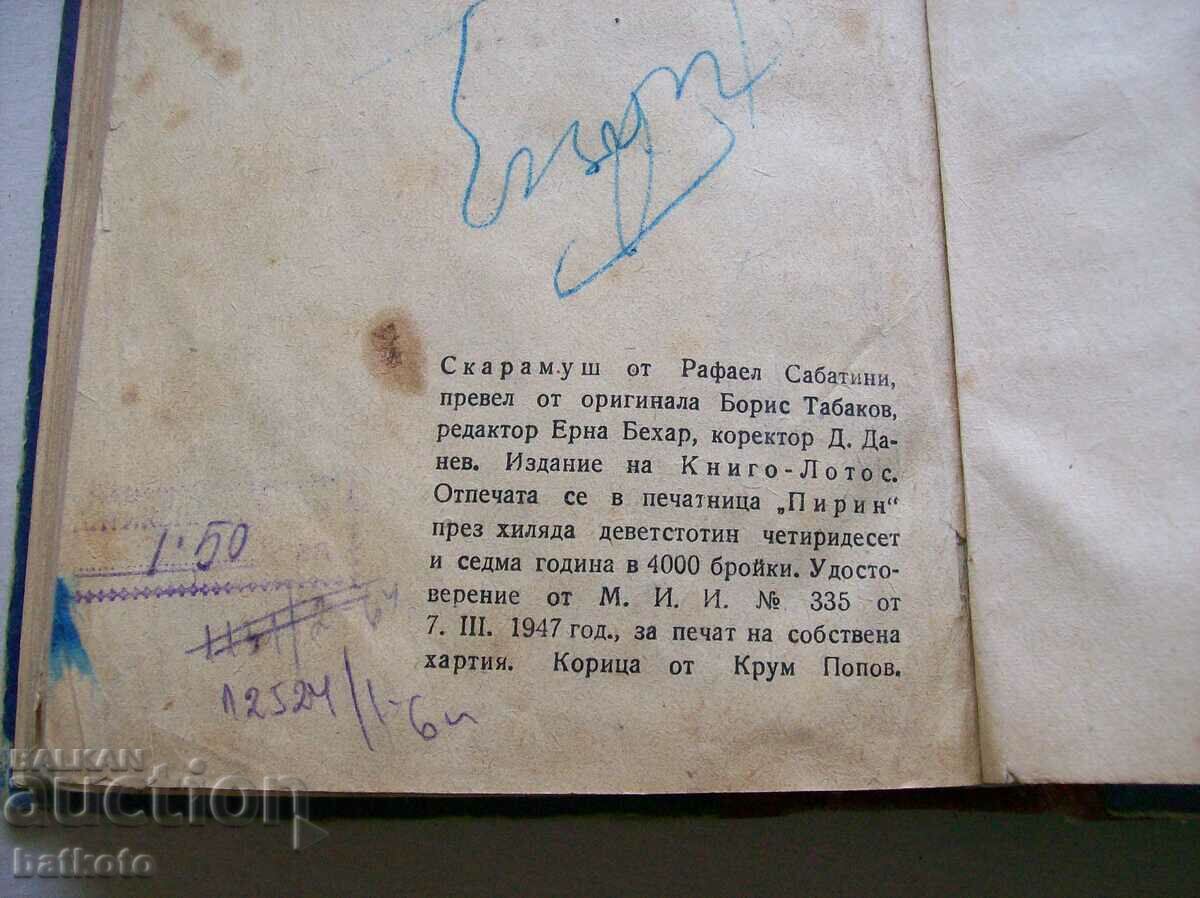 Скарамуш от Рафаел Сабатини,
превел от оригинала Борис Табаков,
редактор Ерна Бехар, коректор Д. Да-
нев. Издание на Книго-Лотос.
Отпечата се в печатница „Пирин“
през хиляда деветстотин четиридесет
и седма година в 4000 бройки. Удосто-
верение от М. И. И. № 335 от
7. III. 1947 год., за печат на собствена
хартия. Корица от Крум Попов.
1·50
BALKAN
auction
batkoto